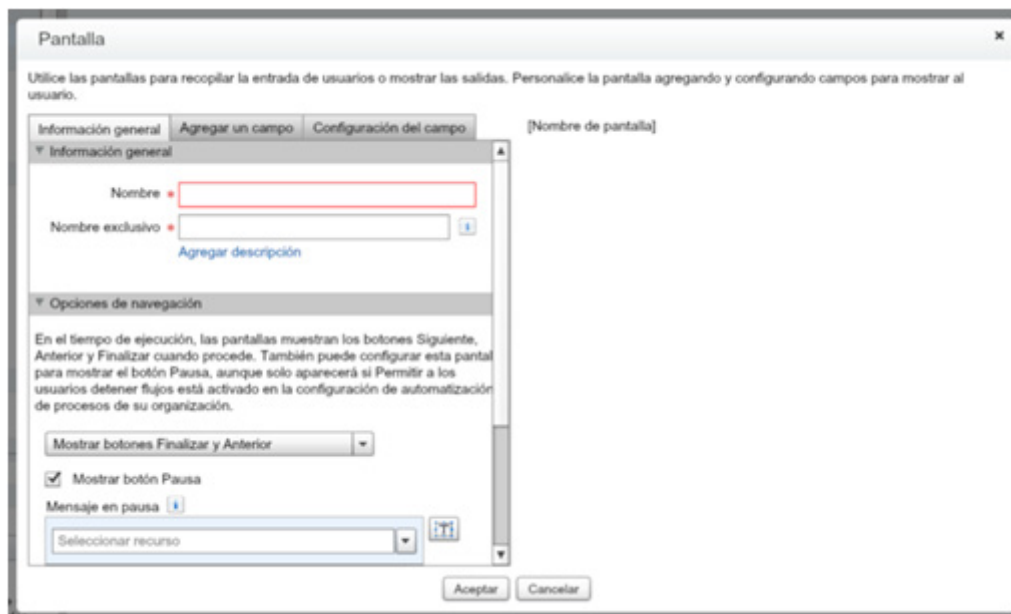 Pantalla
Utilice las pantallas para recopilar la entrada de usuarios o mostrar las salidas. Personalice la pantalla agregando y configurando campos para mostrar al
usuario.
Información general
Agregar un campo
Configuración del campo
[Nombre de pantalla]
Información general
Nombre *
Nombre exclusivo *
Agregar descripción
Opciones de navegación
En el tiempo de ejecución, las pantallas muestran los botones Siguiente,
Anterior y Finalizar cuando procede. También puede configurar esta pantal
para mostrar el botón Pausa, aunque solo aparecerá si Permitir a los
usuarios detener flujos está activado en la configuración de automatización
de procesos de su organización.
Mostrar botones Finalizar y Anterior
Mostrar botón Pausa
Mensaje en pausa
Seleccionar recurso
Aceptar
Cancelar